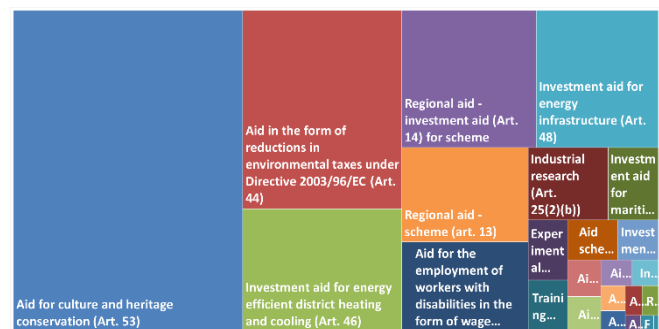 Aid for culture and heritage
conservation (Art. 53)
Aid in the form of
reductions in
environmental taxes under
Directive 2003/96/EC (Art.
44)
Investment aid for energy
efficient district heating
and cooling (Art. 46)
Regional aid -
investment aid (Art.
14) for scheme
Investment aid for
energy
infrastructure (Art.
48)
Regional aid -
scheme (art. 13)
Aid for the
employment of
workers with
disabilities in the
form of wage...
Industrial
research
(Art.
25(2)(b))
Investm
ent aid
for
mariti...
Exper
iment
al...
Aid
sche...
Invest
men...
Traini
ng...
Ai...
Ai...
In...
Ai...
A...
A...
R...
A...
A...
F